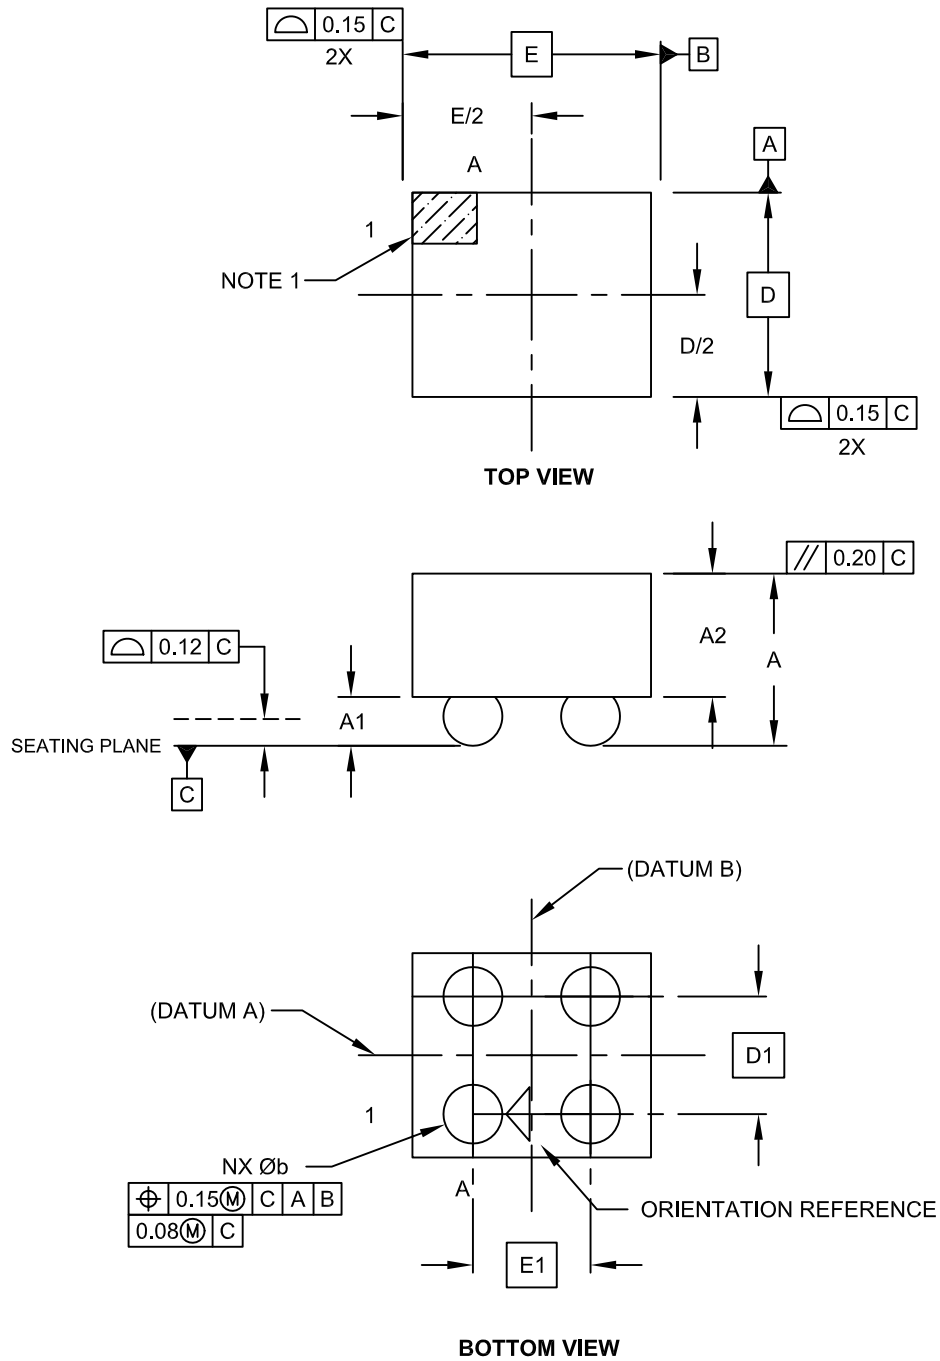 0.15 C
2X
E
B
E/2
A
A
1
NOTE 1
D
D/2
0.15 C
2X
TOP VIEW
// 0.20 C
0.12 C
A2
A
A1
SEATING PLANE
C
(DATUM B)
(DATUM A)
D1
1
NX Øb
⌖ 0.15Ⓜ C A B
0.08Ⓜ C
A
ORIENTATION REFERENCE
E1
BOTTOM VIEW